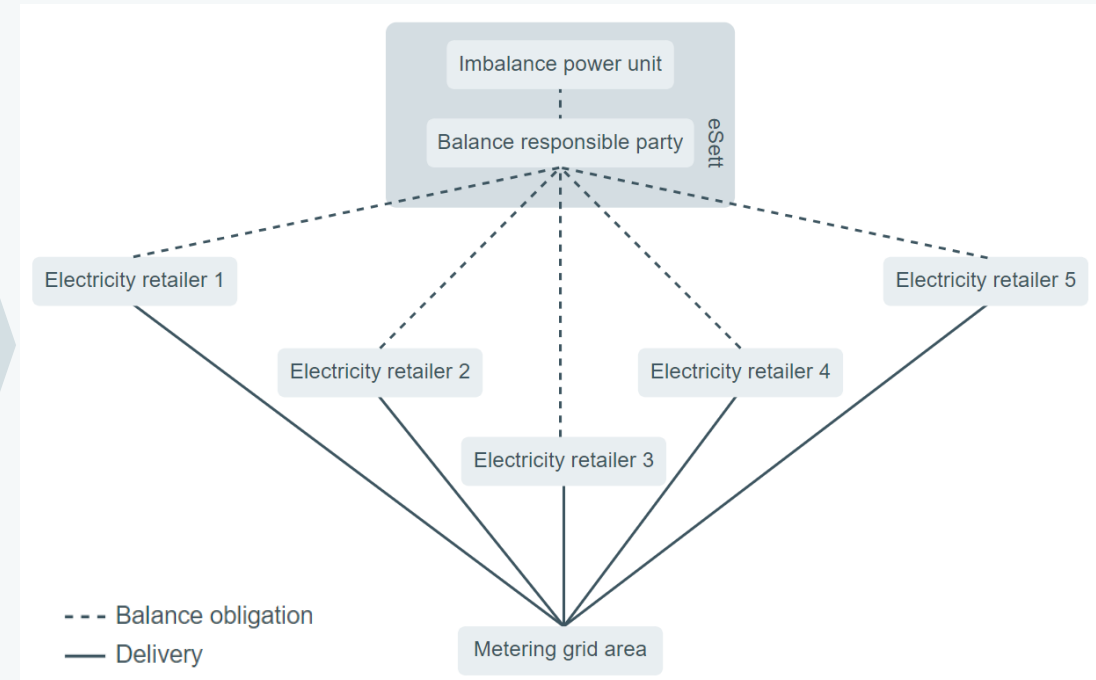 Imbalance power unit
Balance responsible party
eSett
Electricity retailer 1
Electricity retailer 5
Electricity retailer 2
Electricity retailer 4
Electricity retailer 3
Balance obligation
Delivery
Metering grid area